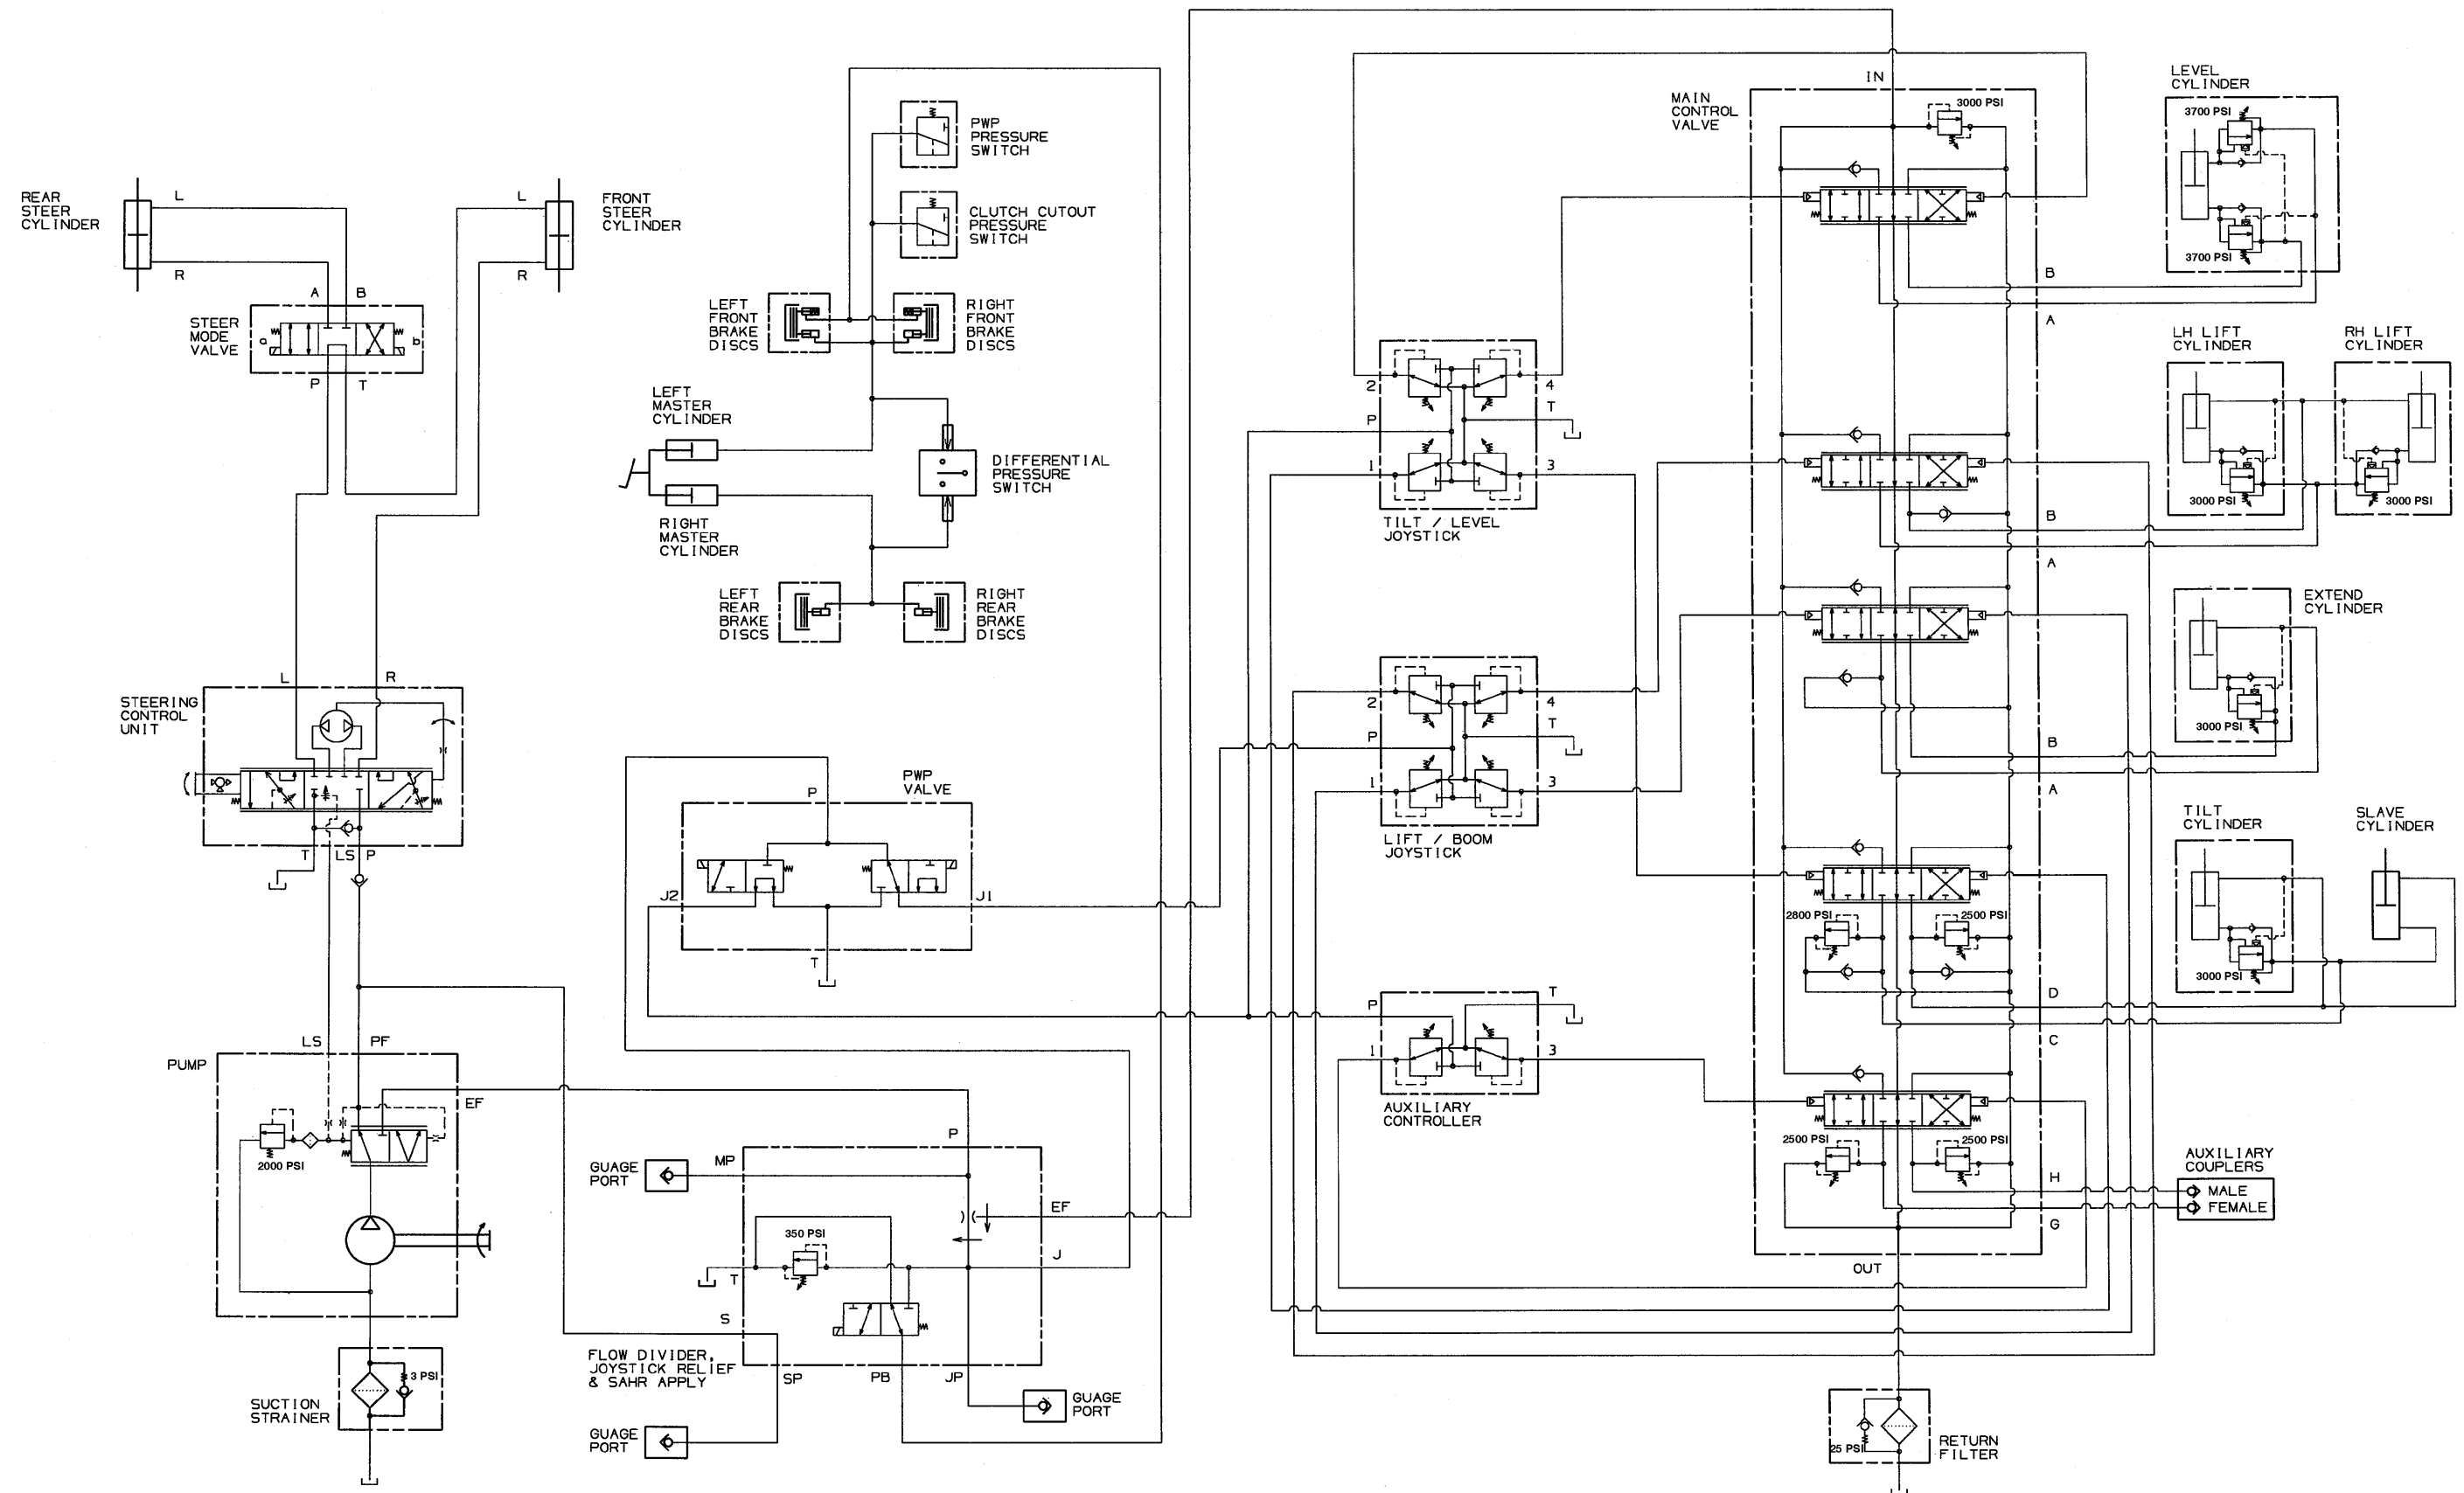 REAR
STEER
CYLINDER
L
R
L
R
FRONT
STEER
CYLINDER
A
B
STEER
MODE
VALVE
a
b
P
T
L
R
STEERING
CONTROL
UNIT
T
LS
P
LS
PF
PUMP
EF
2000 PSI
SUCTION
STRAINER
3 PSI
PWP
PRESSURE
SWITCH
CLUTCH CUTOUT
PRESSURE
SWITCH
LEFT
FRONT
BRAKE
DISCS
RIGHT
FRONT
BRAKE
DISCS
LEFT
MASTER
CYLINDER
RIGHT
MASTER
CYLINDER
DIFFERENTIAL
PRESSURE
SWITCH
LEFT
REAR
BRAKE
DISCS
RIGHT
REAR
BRAKE
DISCS
PWP
VALVE
P
J2
J1
T
P
GUAGE
PORT
MP
EF
350 PSI
J
T
S
FLOW DIVIDER,
JOYSTICK RELIEF
& SAHR APPLY
SP
PB
JP
GUAGE
PORT
GUAGE
PORT
2
4
T
P
1
3
TILT / LEVEL
JOYSTICK
2
4
T
P
1
3
LIFT / BOOM
JOYSTICK
T
P
1
3
AUXILIARY
CONTROLLER
IN
MAIN
CONTROL
VALVE
3000 PSI
B
A
B
A
B
A
2800 PSI
2500 PSI
D
C
2500 PSI
2500 PSI
H
G
OUT
25 PSI
RETURN
FILTER
LEVEL
CYLINDER
3700 PSI
3700 PSI
LH LIFT
CYLINDER
RH LIFT
CYLINDER
3000 PSI
3000 PSI
EXTEND
CYLINDER
3000 PSI
TILT
CYLINDER
SLAVE
CYLINDER
3000 PSI
AUXILIARY
COUPLERS
MALE
FEMALE